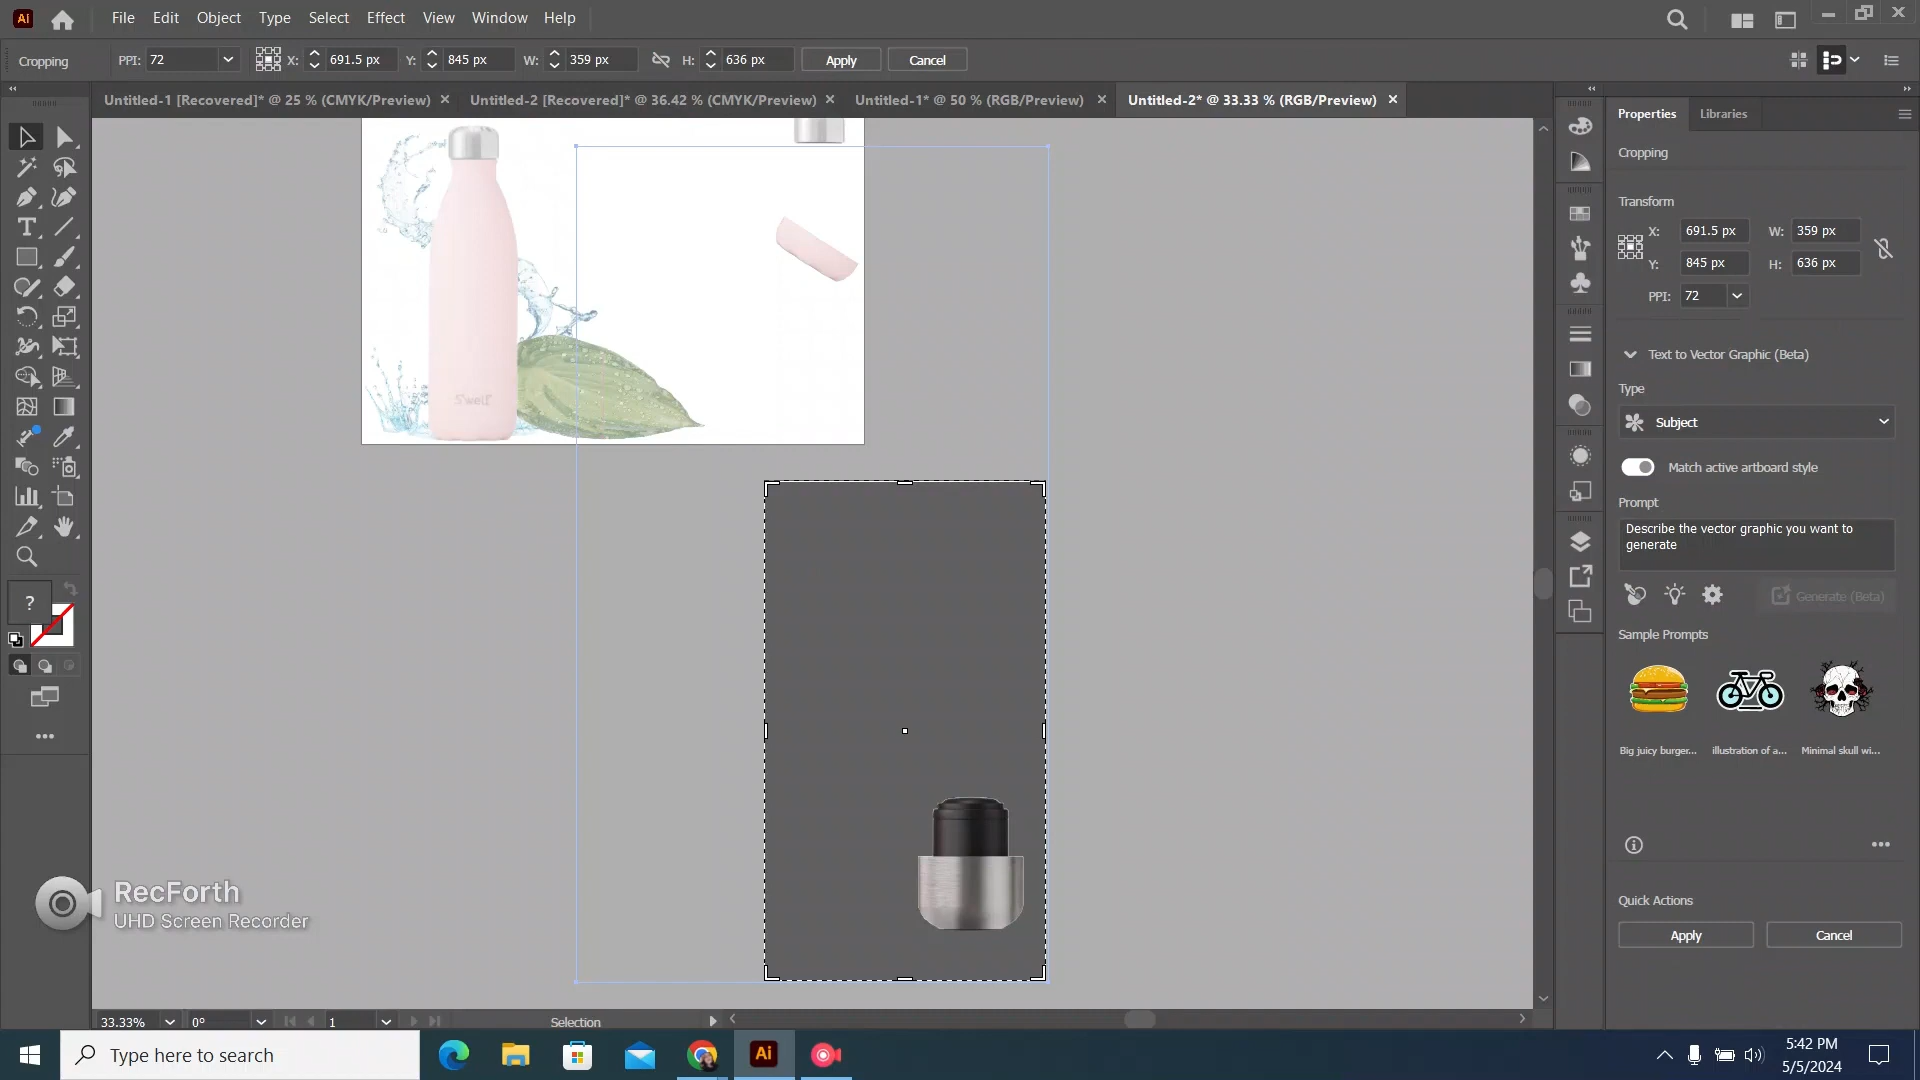 Ai File Edit Object Type Select Effect View Window Help
Cropping PPI: 72 X: 691.5 px Y: 845 px W: 359 px H: 636 px Apply Cancel
Untitled-1 [Recovered]* @ 25 % (CMYK/Preview) Untitled-2 [Recovered]* @ 36.42 % (CMYK/Preview) Untitled-1* @ 50 % (RGB/Preview) Untitled-2* @ 33.33 % (RGB/Preview)
Properties Libraries
Cropping
Transform
X: 691.5 px W: 359 px
Y: 845 px H: 636 px
PPI: 72
Text to Vector Graphic (Beta)
Type
Subject
Match active artboard style
Prompt
Describe the vector graphic you want to
generate
Generate (Beta)
Sample Prompts
Big juicy burger... illustration of a... Minimal skull wi...
Quick Actions
Apply Cancel
?
RecForth
UHD Screen Recorder
33.33% 0° 1 Selection
Type here to search
Ai
5:42 PM
5/5/2024